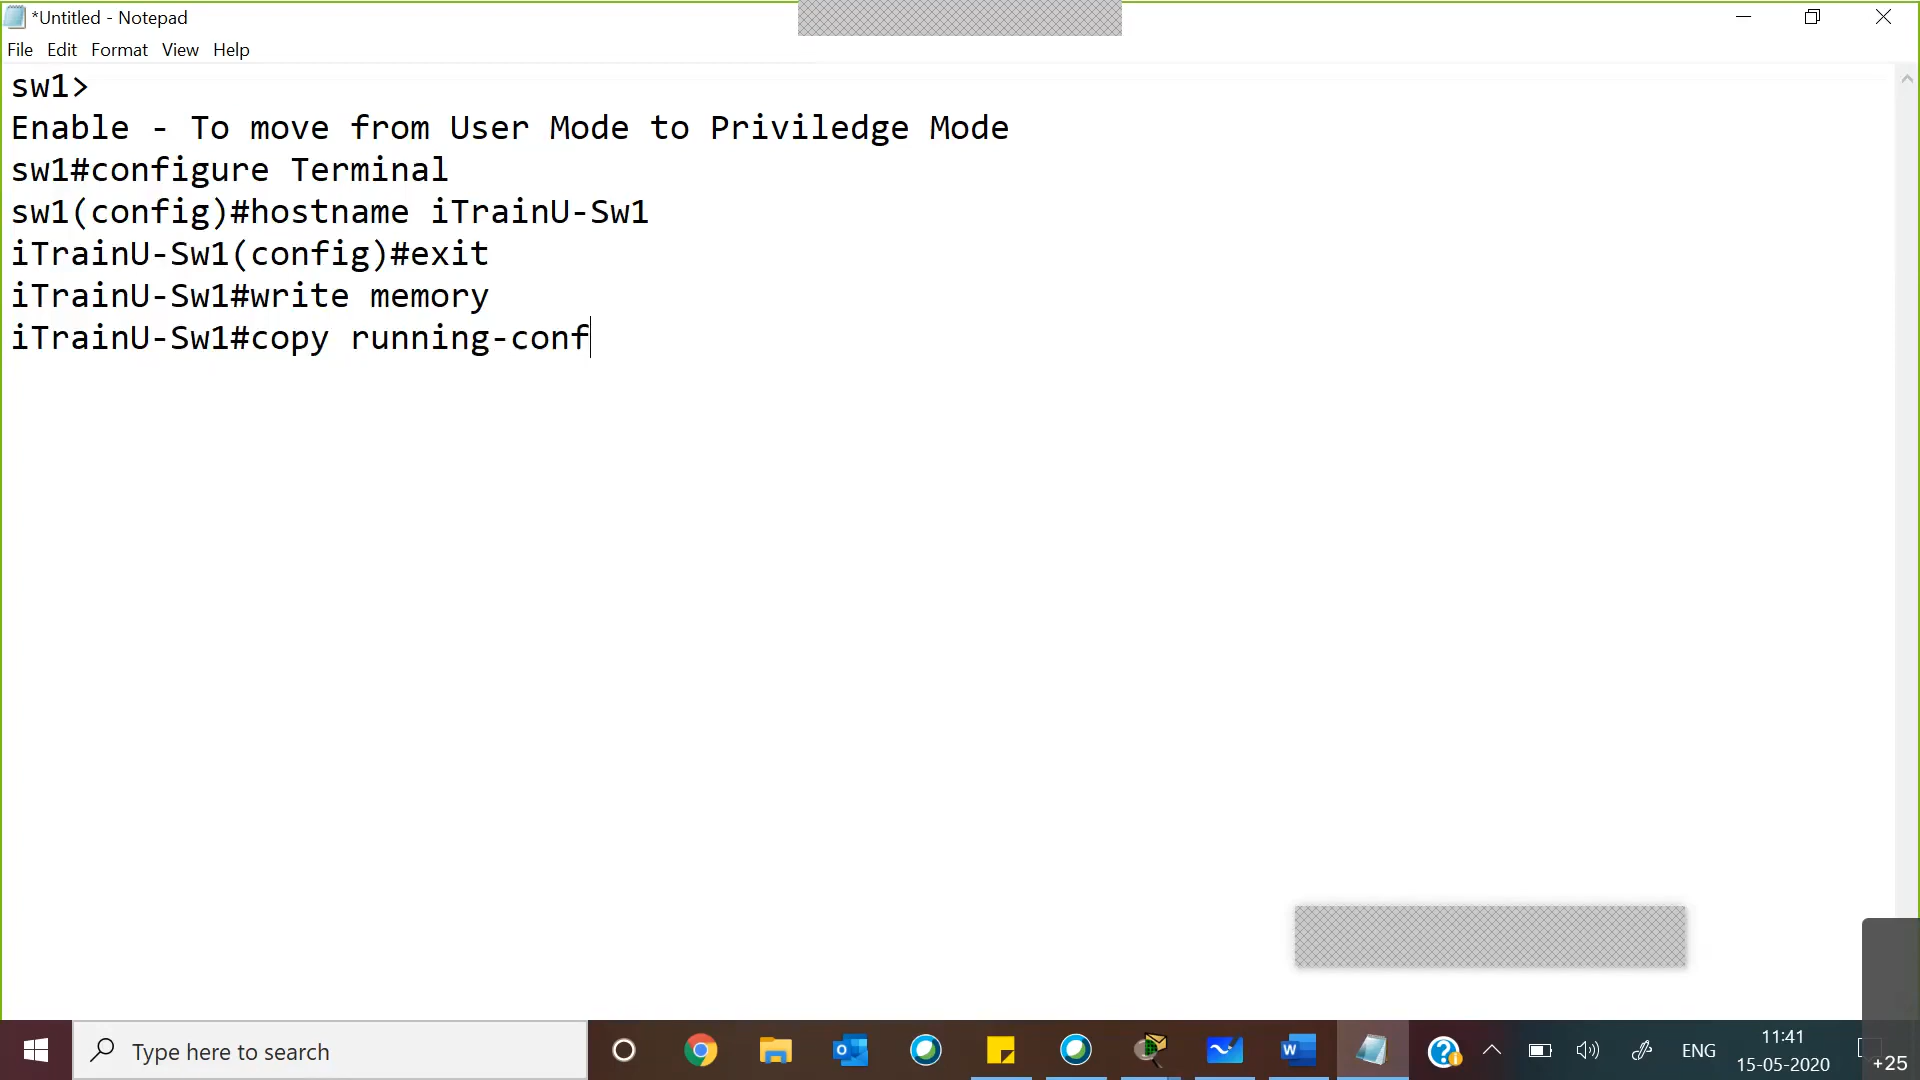 *Untitled - Notepad
File Edit Format View Help
sw1>
Enable - To move from User Mode to Priviledge Mode
sw1#configure Terminal
sw1(config)#hostname iTrainU-Sw1
iTrainU-Sw1(config)#exit
iTrainU-Sw1#write memory
iTrainU-Sw1#copy running-conf
Type here to search
ENG
11:41
15-05-2020
+25